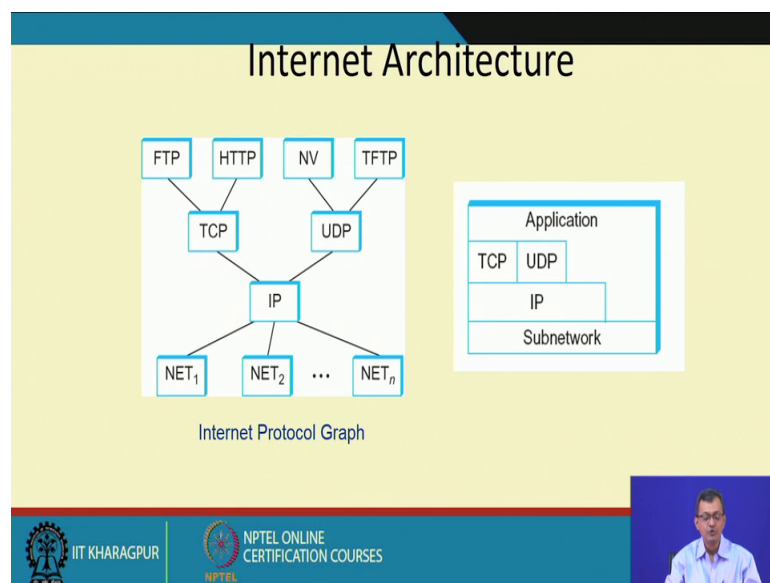 Internet Architecture
FTP HTTP NV TFTP
TCP UDP
IP
NET1 NET2 ... NETn
Internet Protocol Graph
Application
TCP UDP
IP
Subnetwork
IIT KHARAGPUR
NPTEL
NPTEL ONLINE
CERTIFICATION COURSES